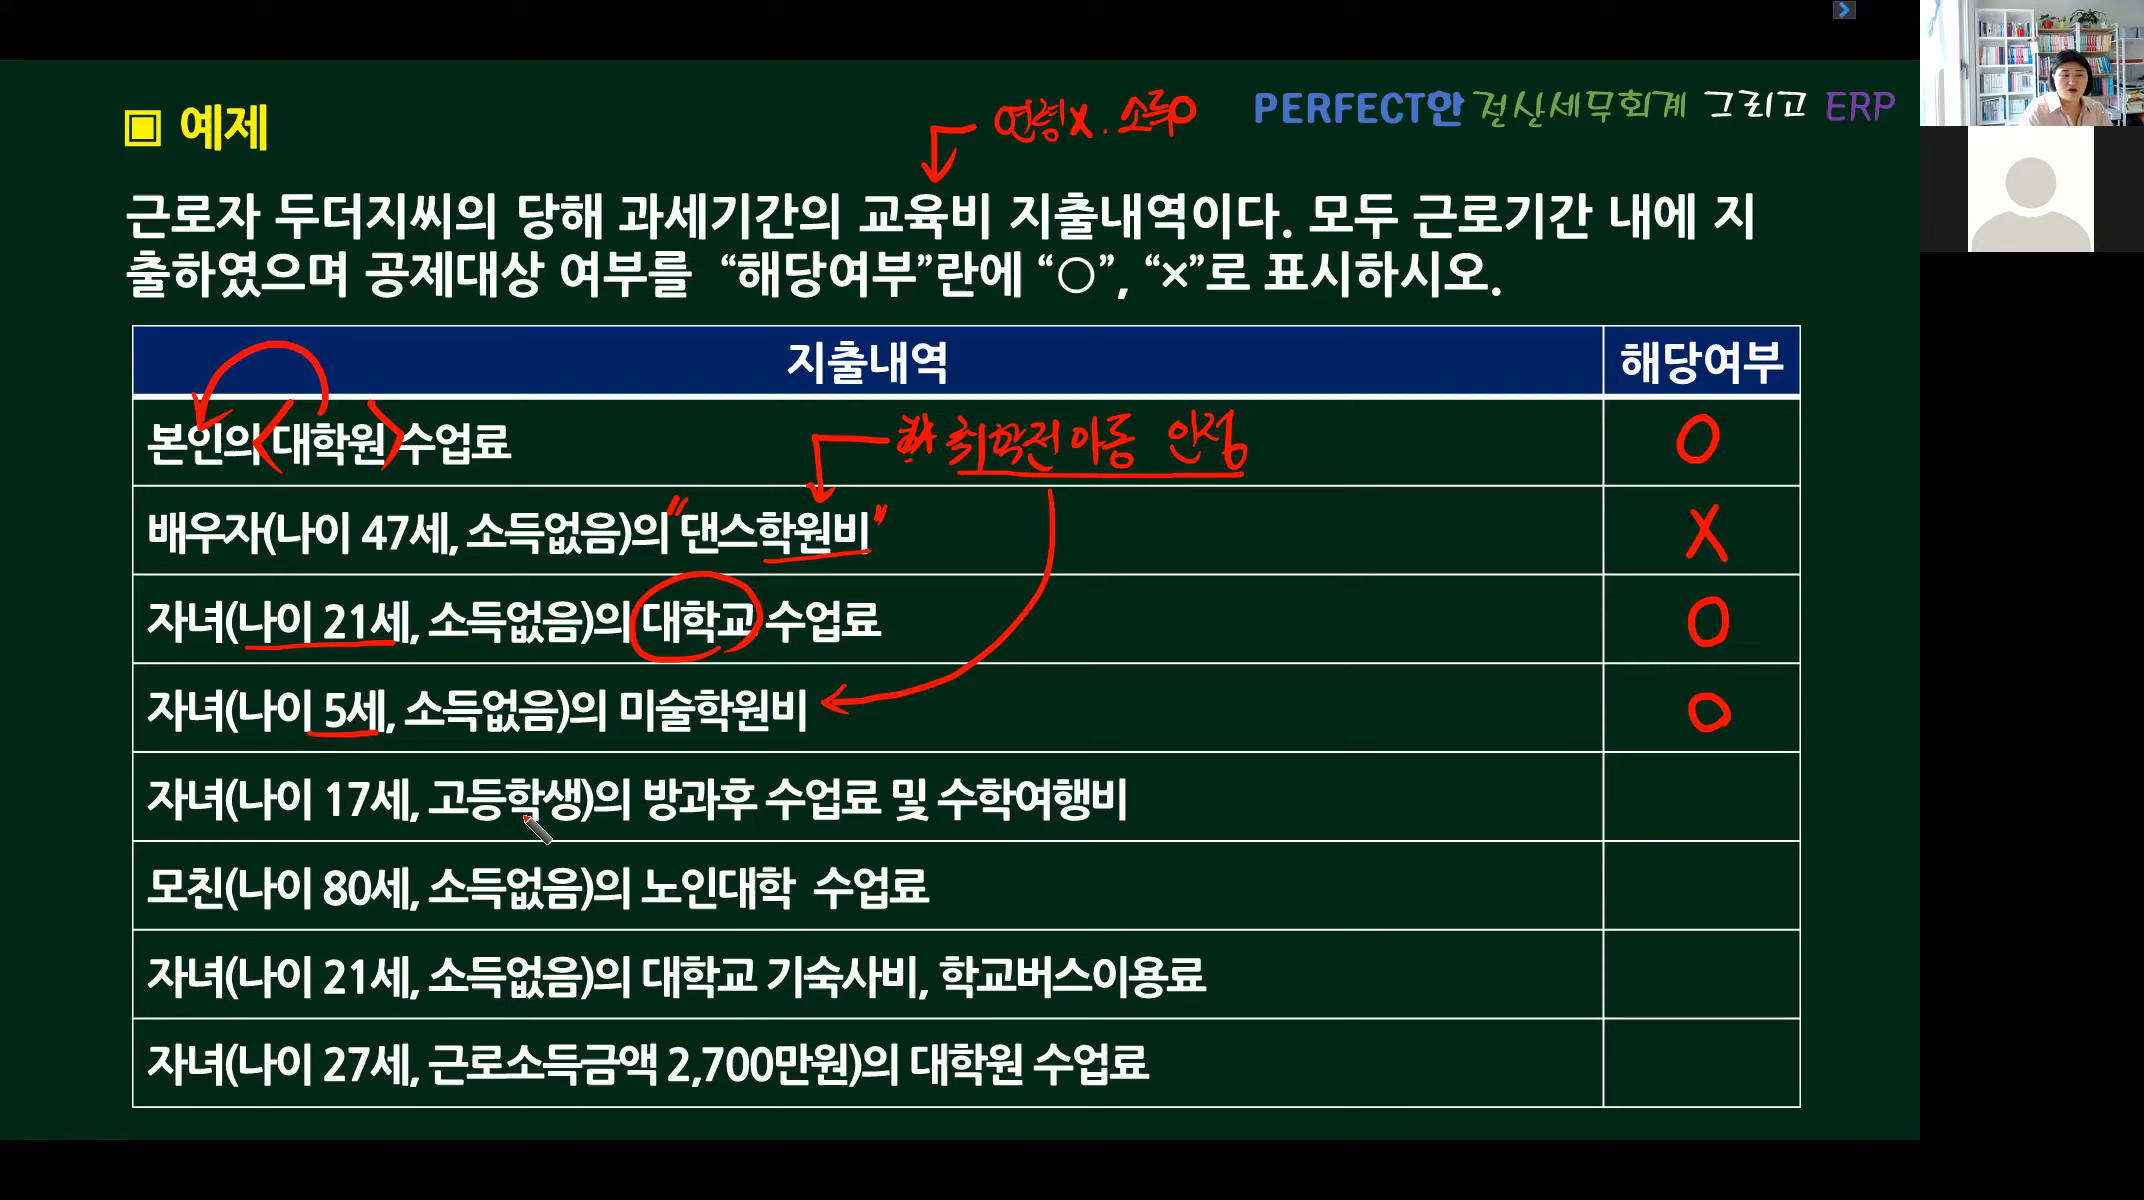 ▣ 예제
연령X. 소득O
PERFECT한 전산세무회계 그리고 ERP
근로자 두더지씨의 당해 과세기간의 교육비 지출내역이다. 모두 근로기간 내에 지
출하였으며 공제대상 여부를 “해당여부”란에 “○”, “×”로 표시하시오.
지출내역 해당여부
본인의 <대학원> 수업료 O
취학전아동 인정
배우자(나이 47세, 소득없음)의 "댄스학원비" X
자녀(나이 21세, 소득없음)의 대학교 수업료 O
자녀(나이 5세, 소득없음)의 미술학원비 O
자녀(나이 17세, 고등학생)의 방과후 수업료 및 수학여행비
모친(나이 80세, 소득없음)의 노인대학 수업료
자녀(나이 21세, 소득없음)의 대학교 기숙사비, 학교버스이용료
자녀(나이 27세, 근로소득금액 2,700만원)의 대학원 수업료